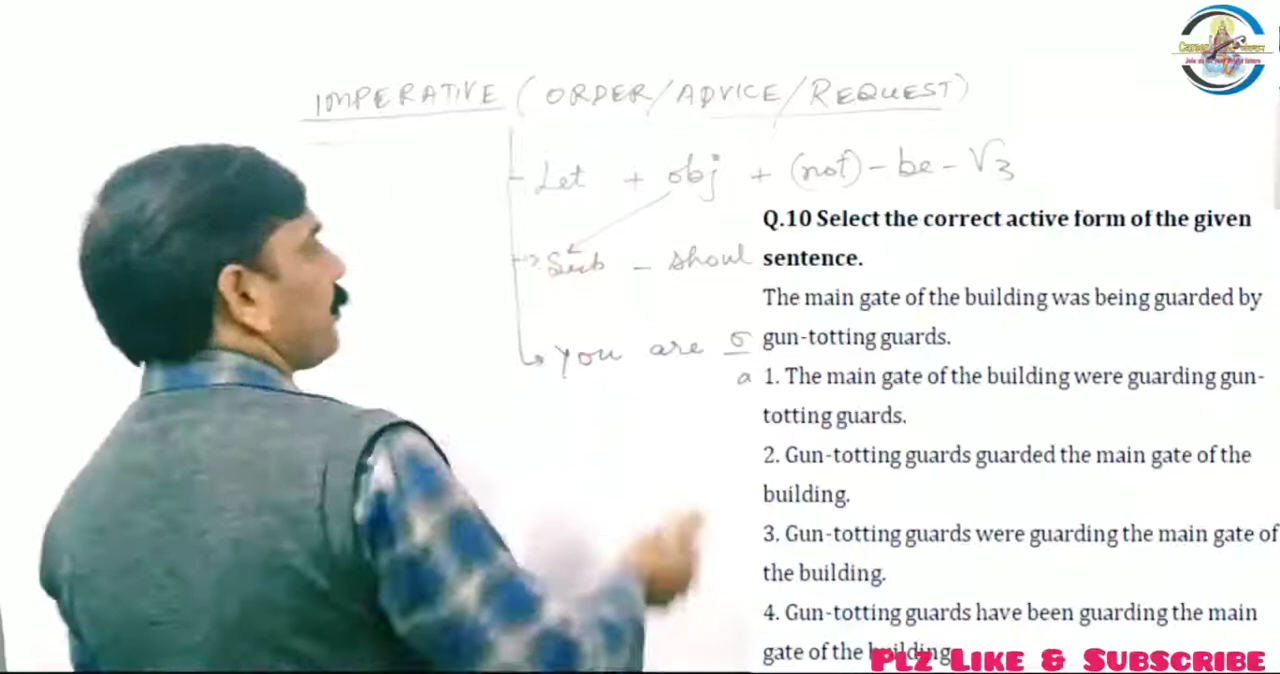 IMPERATIVE (ORDER/ADVICE/REQUEST)
Let + obj + (not) - be - V3
Sub - shoul
You are
Q.10 Select the correct active form of the given
sentence.
The main gate of the building was being guarded by
gun-totting guards.
1. The main gate of the building were guarding gun-
totting guards.
2. Gun-totting guards guarded the main gate of the
building.
3. Gun-totting guards were guarding the main gate of
the building.
4. Gun-totting guards have been guarding the main
gate of the building
Plz Like & Subscribe